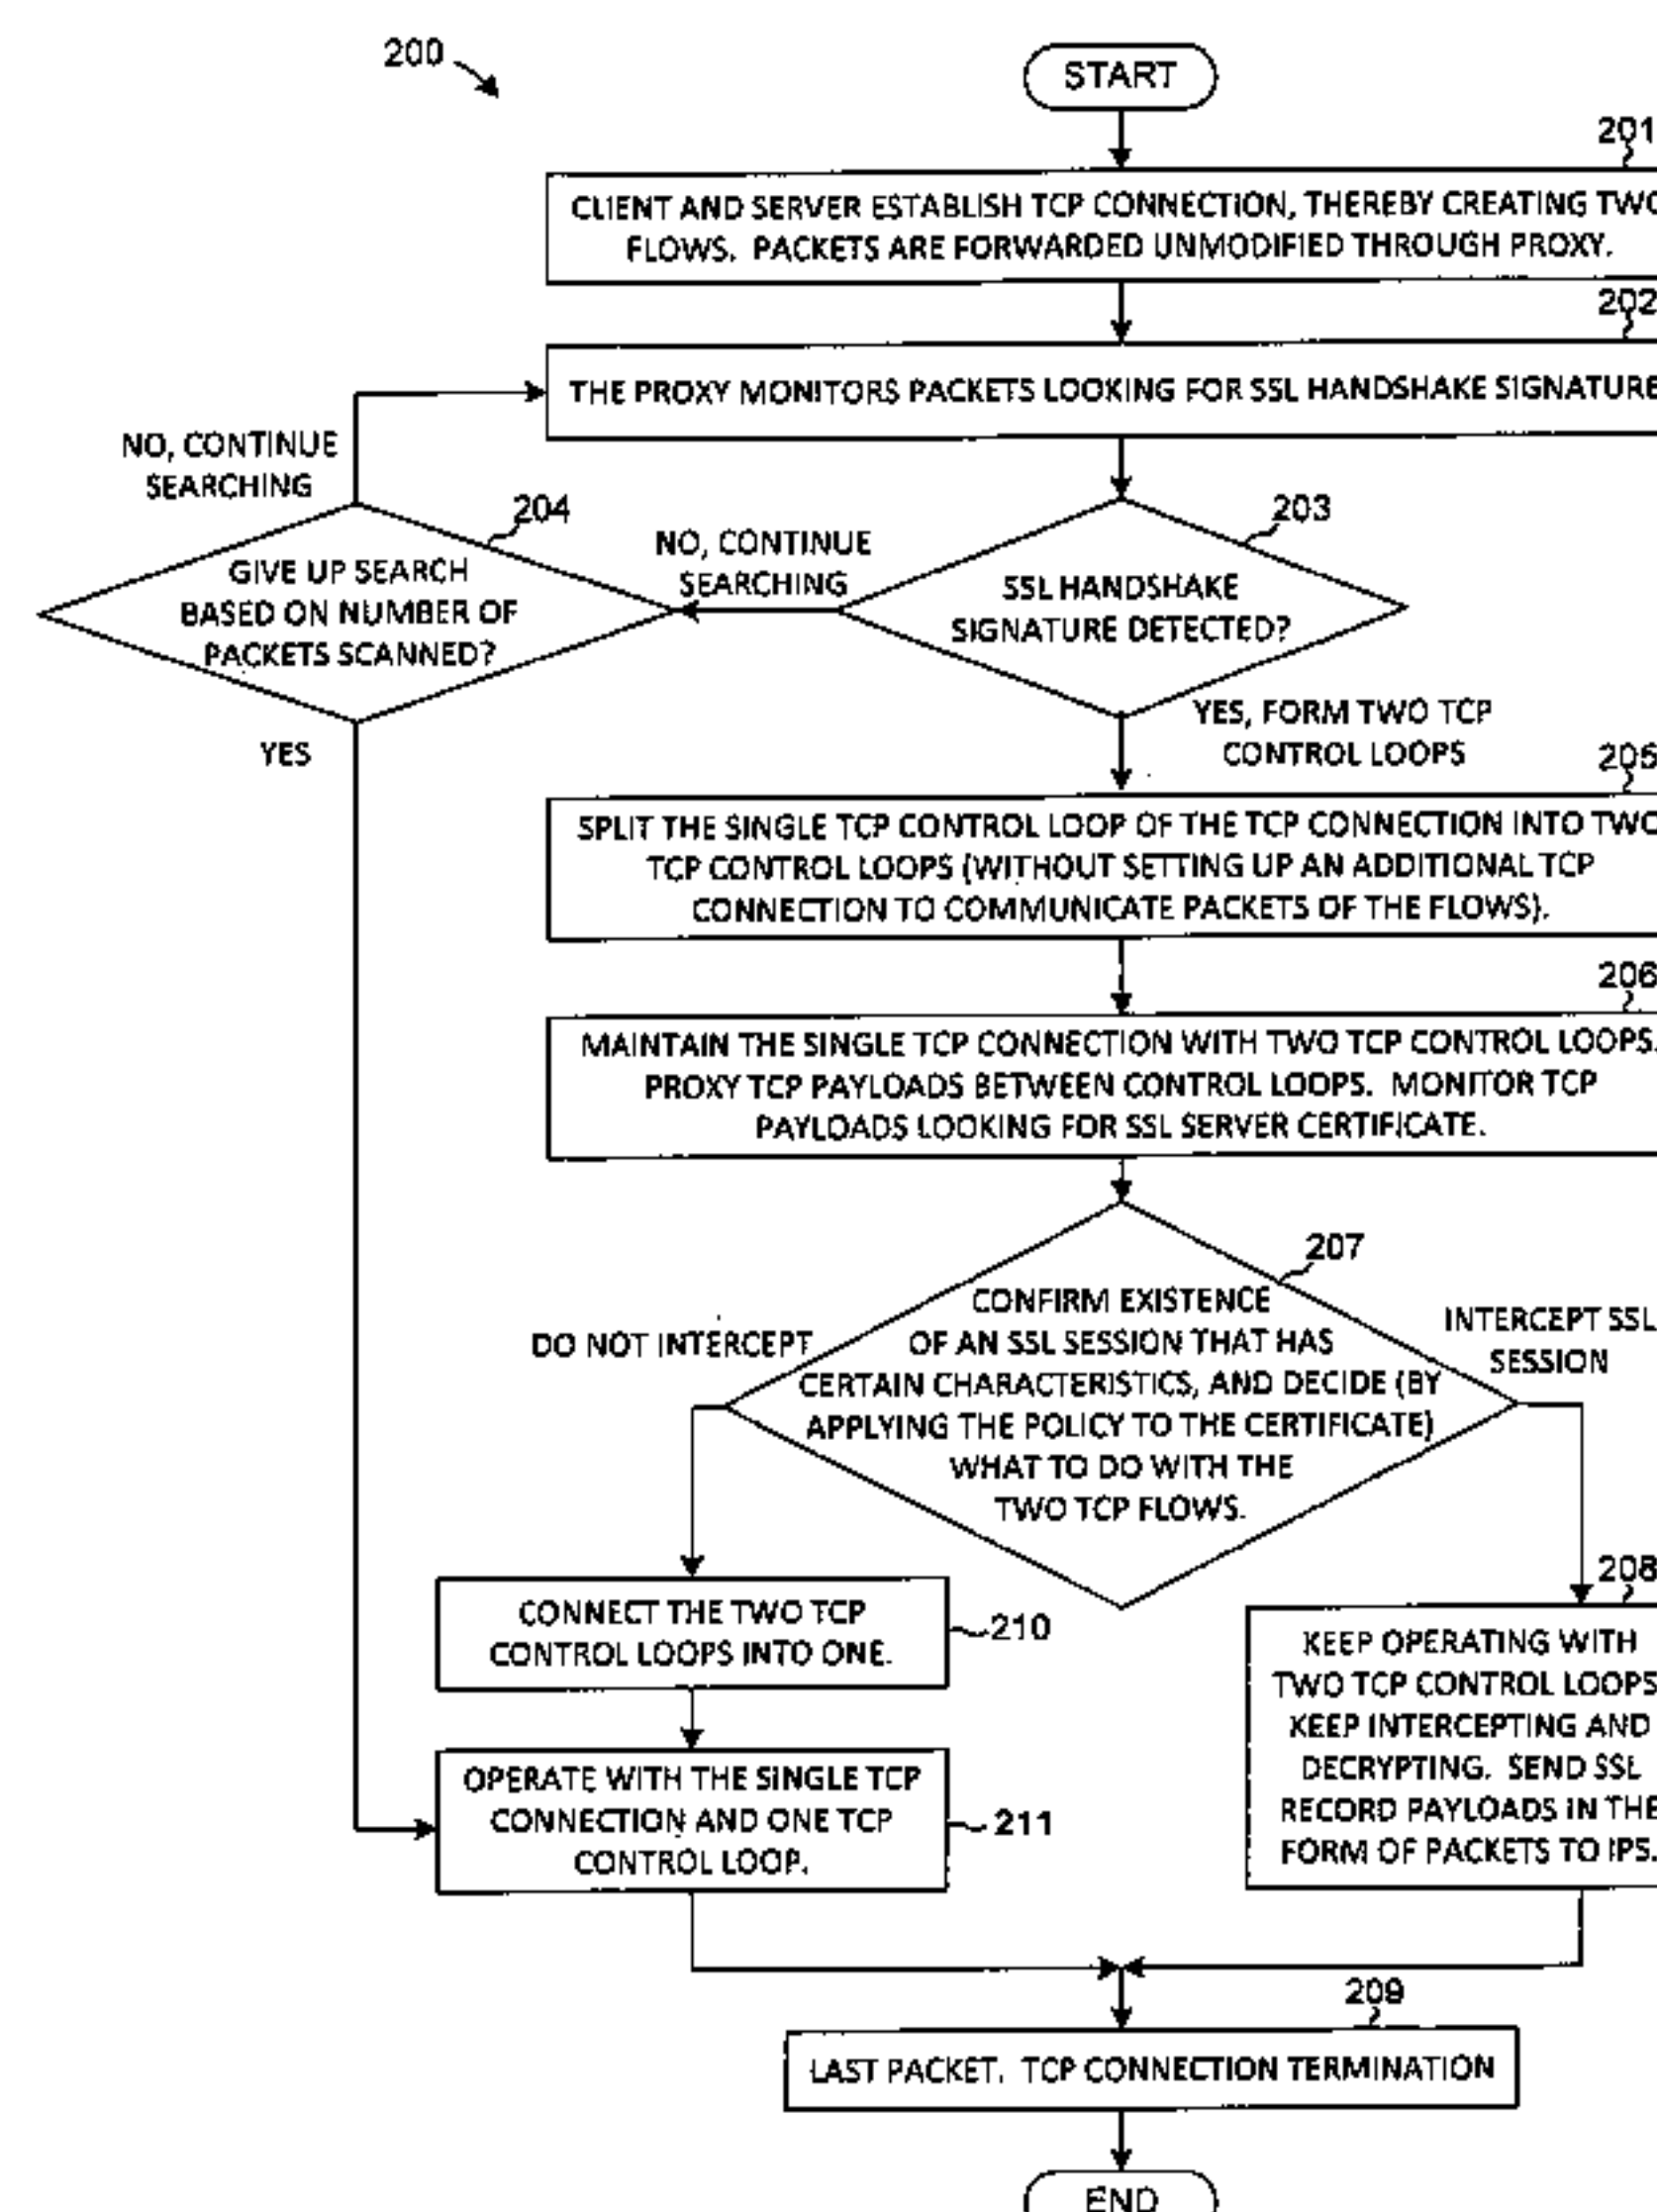 200
START
201
CLIENT AND SERVER ESTABLISH TCP CONNECTION, THEREBY CREATING TWO
FLOWS. PACKETS ARE FORWARDED UNMODIFIED THROUGH PROXY.
202
THE PROXY MONITORS PACKETS LOOKING FOR SSL HANDSHAKE SIGNATURE
NO, CONTINUE
SEARCHING
204
GIVE UP SEARCH
BASED ON NUMBER OF
PACKETS SCANNED?
NO, CONTINUE
SEARCHING
203
SSL HANDSHAKE
SIGNATURE DETECTED?
YES
YES, FORM TWO TCP
CONTROL LOOPS
205
SPLIT THE SINGLE TCP CONTROL LOOP OF THE TCP CONNECTION INTO TWO
TCP CONTROL LOOPS (WITHOUT SETTING UP AN ADDITIONAL TCP
CONNECTION TO COMMUNICATE PACKETS OF THE FLOWS).
206
MAINTAIN THE SINGLE TCP CONNECTION WITH TWO TCP CONTROL LOOPS.
PROXY TCP PAYLOADS BETWEEN CONTROL LOOPS. MONITOR TCP
PAYLOADS LOOKING FOR SSL SERVER CERTIFICATE.
207
CONFIRM EXISTENCE
OF AN SSL SESSION THAT HAS
CERTAIN CHARACTERISTICS, AND DECIDE (BY
APPLYING THE POLICY TO THE CERTIFICATE)
WHAT TO DO WITH THE
TWO TCP FLOWS.
DO NOT INTERCEPT
INTERCEPT SSL
SESSION
CONNECT THE TWO TCP
CONTROL LOOPS INTO ONE.
210
208
KEEP OPERATING WITH
TWO TCP CONTROL LOOPS
KEEP INTERCEPTING AND
DECRYPTING. SEND SSL
RECORD PAYLOADS IN THE
FORM OF PACKETS TO IPS.
OPERATE WITH THE SINGLE TCP
CONNECTION AND ONE TCP
CONTROL LOOP.
211
209
LAST PACKET. TCP CONNECTION TERMINATION
END